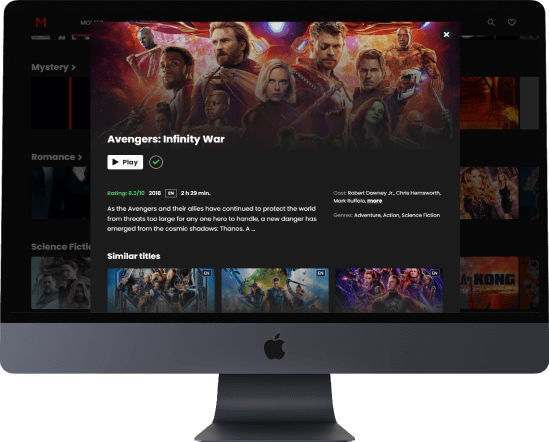 M
Mystery >
Avengers: Infinity War
Play
Romance >
Rating: 8.3/10 2018 EN 2 h 29 min.
Cast: Robert Downey Jr., Chris Hemsworth,
Mark Ruffalo, more
As the Avengers and their allies have continued to protect the world
from threats too large for any one hero to handle, a new danger has
emerged from the cosmic shadows: Thanos. A ...
Genres: Adventure, Action, Science Fiction
Science Fic
Similar titles
EN
EN
EN
KONG